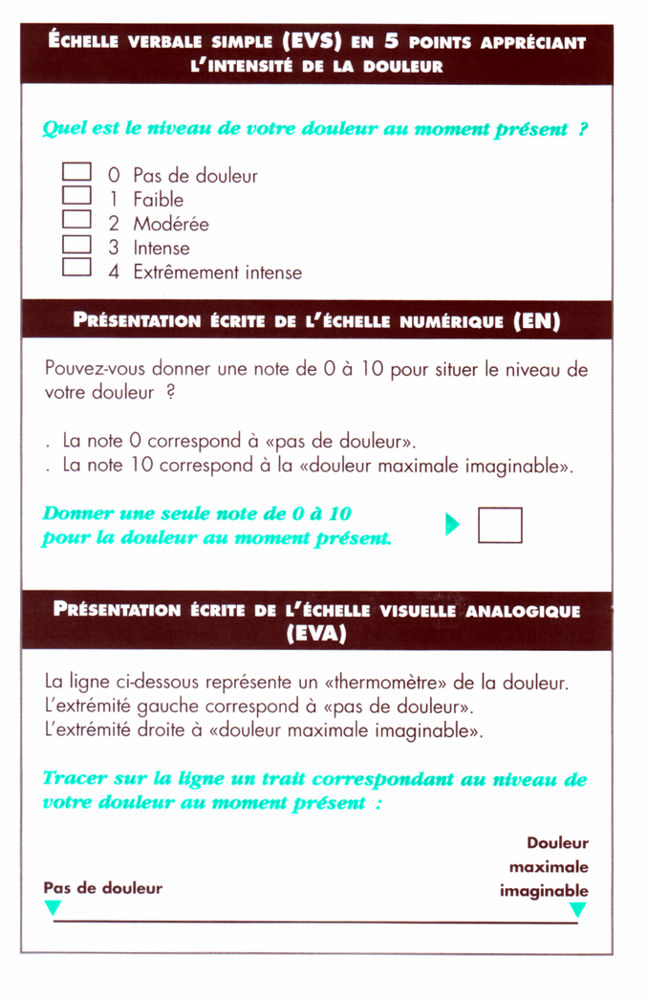 ÉCHELLE VERBALE SIMPLE (EVS) EN 5 POINTS APPRÉCIANT
L'INTENSITÉ DE LA DOULEUR
Quel est le niveau de votre douleur au moment présent ?
0 Pas de douleur
1 Faible
2 Modérée
3 Intense
4 Extrêmement intense
PRÉSENTATION ÉCRITE DE L'ÉCHELLE NUMÉRIQUE (EN)
Pouvez-vous donner une note de 0 à 10 pour situer le niveau de
votre douleur ?
. La note 0 correspond à «pas de douleur».
. La note 10 correspond à la «douleur maximale imaginable».
Donner une seule note de 0 à 10
pour la douleur au moment présent.
PRÉSENTATION ÉCRITE DE L'ÉCHELLE VISUELLE ANALOGIQUE
(EVA)
La ligne ci-dessous représente un «thermomètre» de la douleur.
L'extrémité gauche correspond à «pas de douleur».
L'extrémité droite à «douleur maximale imaginable».
Tracer sur la ligne un trait correspondant au niveau de
votre douleur au moment présent :
Pas de douleur
Douleur
maximale
imaginable